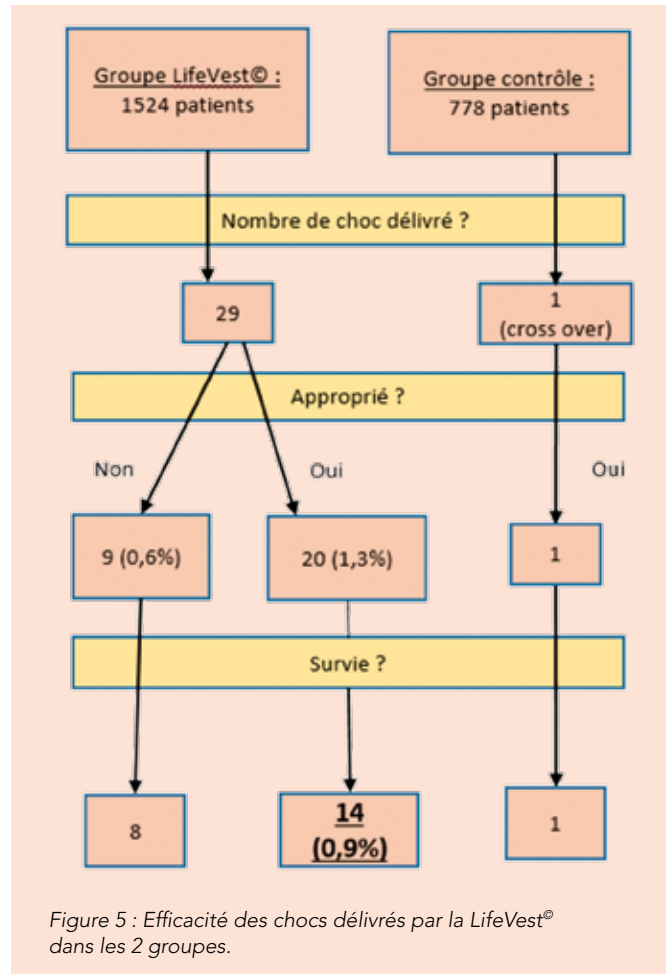 Groupe LifeVest© :
1524 patients
Groupe contrôle :
778 patients
Nombre de choc délivré ?
29
1
(cross over)
Approprié ?
Non
Oui
Oui
9 (0,6%)
20 (1,3%)
1
Survie ?
8
14
(0,9%)
1
Figure 5 : Efficacité des chocs délivrés par la LifeVest©
dans les 2 groupes.